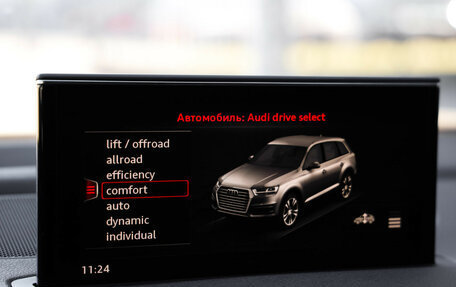 Автомобиль: Audi drive select
lift / offroad
allroad
efficiency
comfort
auto
dynamic
individual
11:24